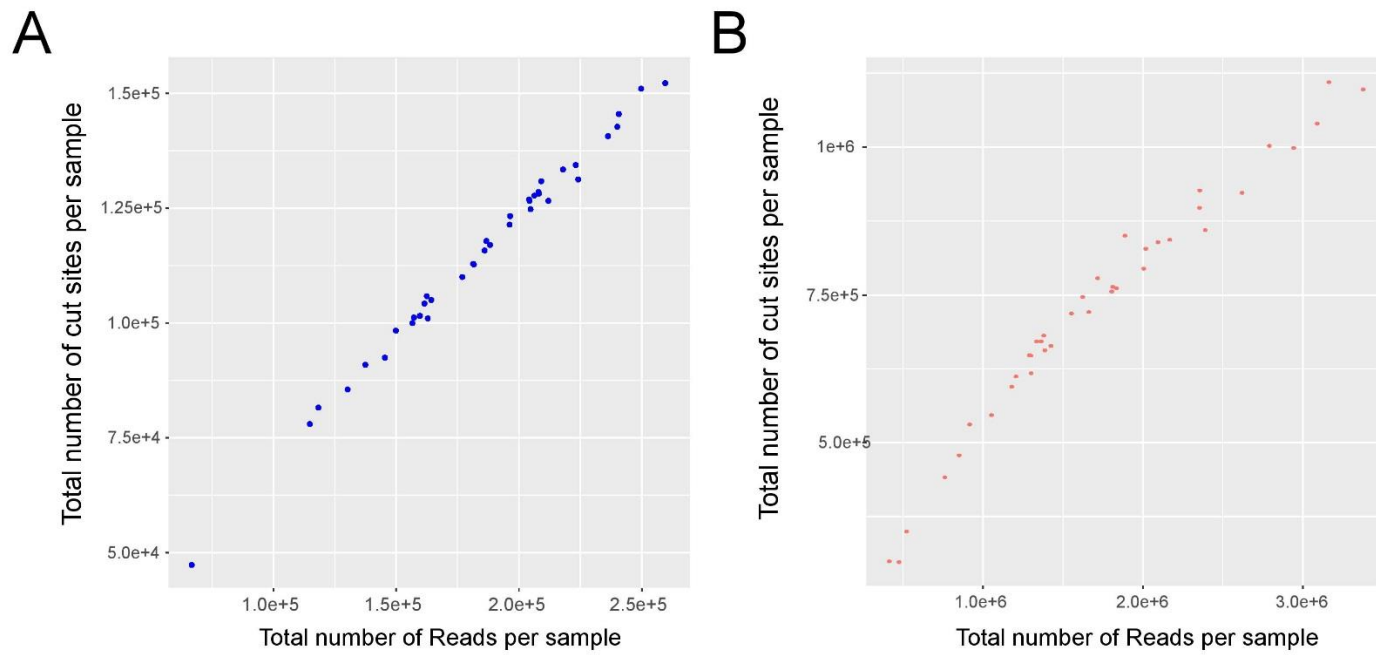 A
B
Total number of cut sites per sample
1.5e+5
1.25e+5
1.0e+5
7.5e+4
5.0e+4
1.0e+5
1.5e+5
2.0e+5
2.5e+5
Total number of Reads per sample
Total number of cut sites per sample
1e+6
7.5e+5
5.0e+5
1.0e+6
2.0e+6
3.0e+6
Total number of Reads per sample